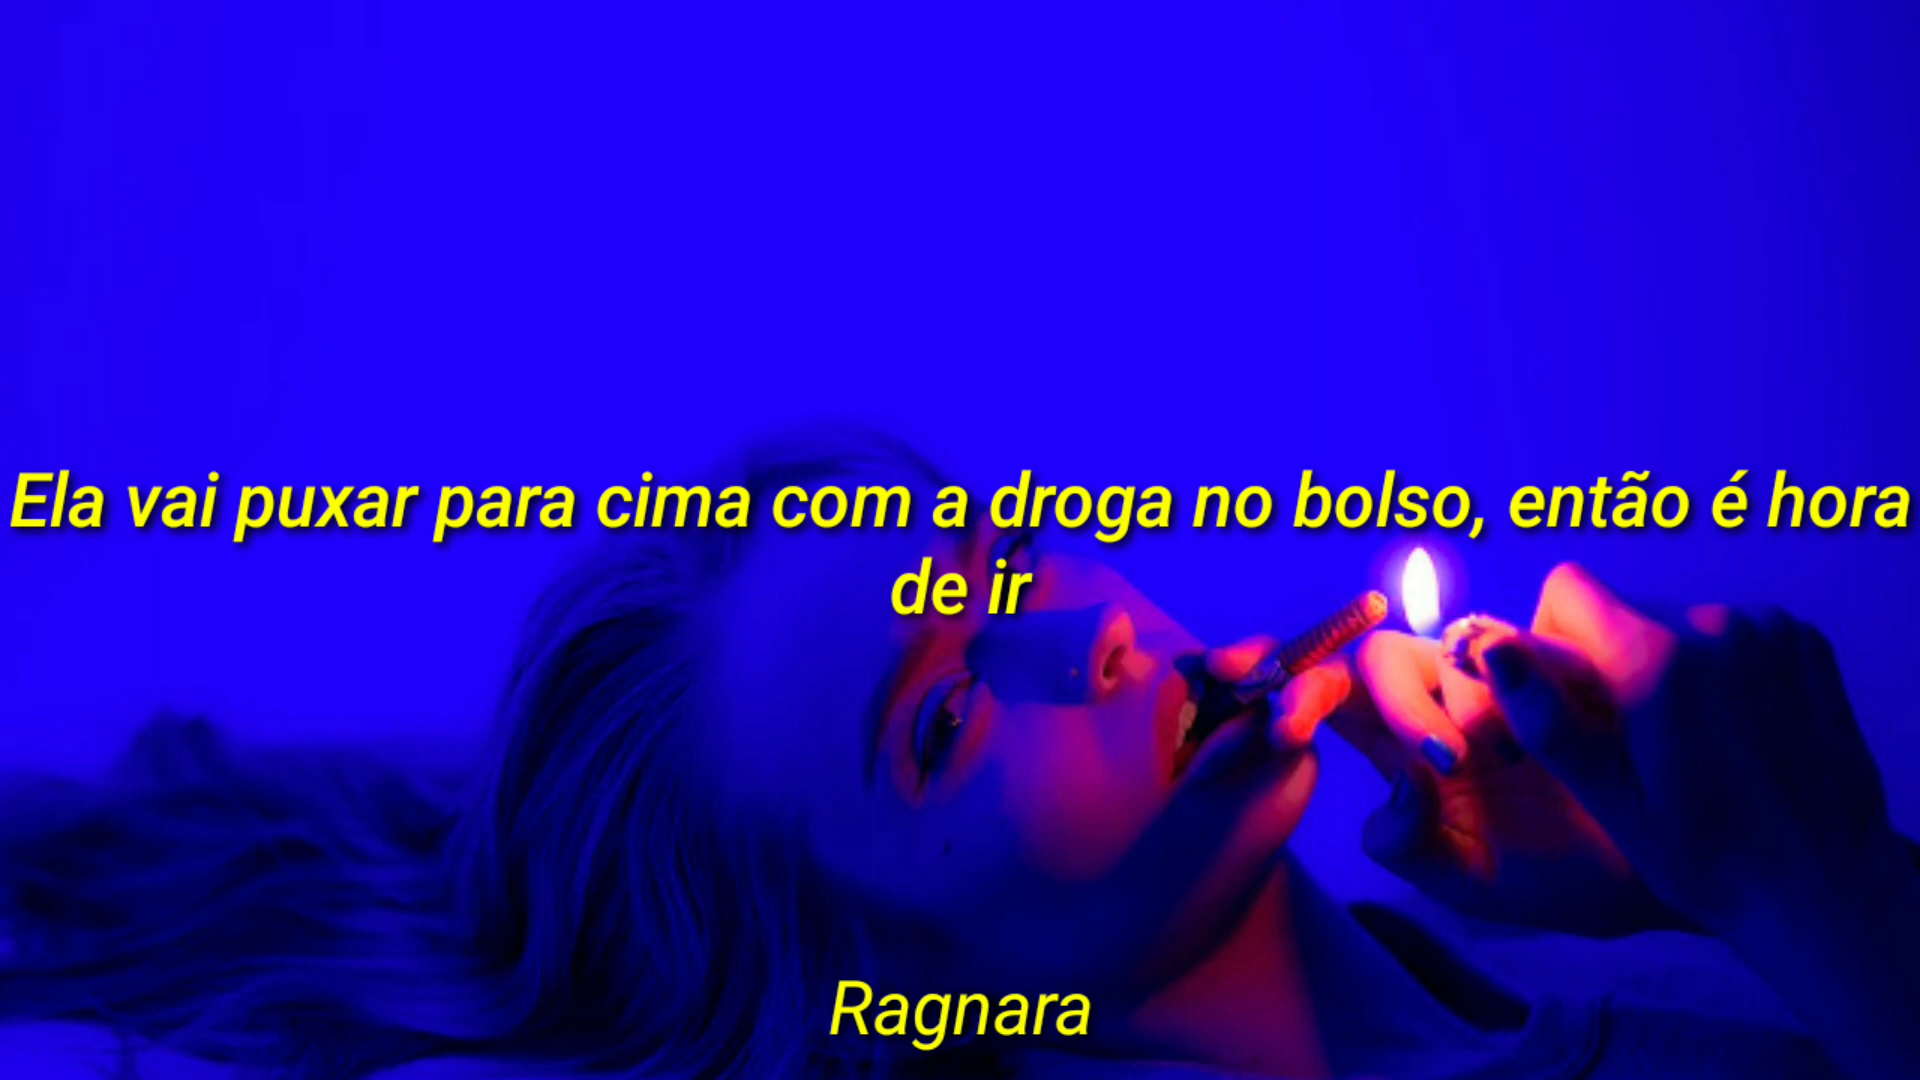 Ela vai puxar para cima com a droga no bolso, então é hora
de ir
Ragnara